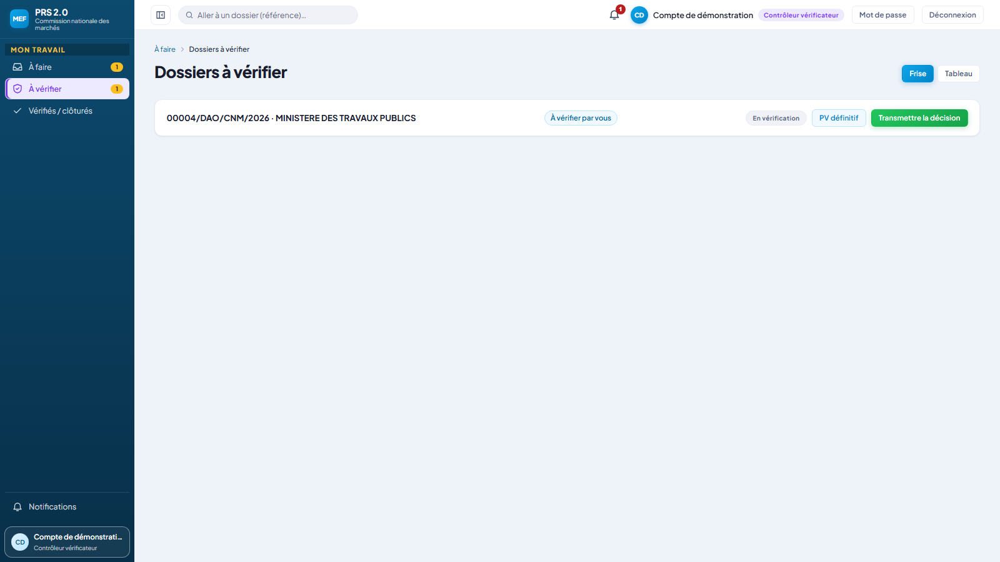 MEF
PRS 2.0
Commission nationale des
marchés
MON TRAVAIL
À faire 1
À vérifier 1
Vérifiés / clôturés
Notifications
CD
Compte de démonstrati...
Contrôleur vérificateur
Aller à un dossier (référence)...
1
CD Compte de démonstration Contrôleur vérificateur Mot de passe Déconnexion
À faire > Dossiers à vérifier
Dossiers à vérifier
Frise Tableau
00004/DAO/CNM/2026 · MINISTERE DES TRAVAUX PUBLICS À vérifier par vous En vérification PV définitif Transmettre la décision